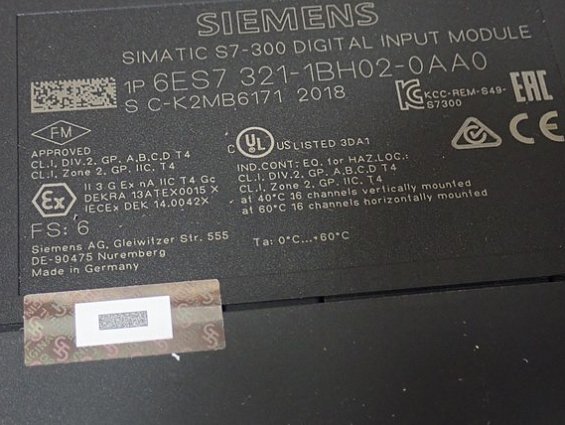 SIEMENS
SIMATIC S7-300 DIGITAL INPUT MODULE
1P 6ES7 321-1BH02-0AA0
S C-K2MB6171 2018
KCC-REM-S49-
S7300
EAC
FM
APPROVED
CL.I, DIV.2, GP. A,B,C,D T4
CL.I, Zone 2, GP. IIC, T4
Ex
II 3 G Ex nA IIC T4 Gc
DEKRA 13ATEX0015 X
IECEx DEK 14.0042X
FS: 6
Siemens AG, Gleiwitzer Str. 555
DE-90475 Nuremberg
Made in Germany
C UL US LISTED 3DA1
IND.CONT. EQ. for HAZ.LOC.:
CL.I, DIV.2, GP. A,B,C,D T4
CL.I, Zone 2, GP. IIC, T4
at 40°C 16 channels vertically mounted
at 60°C 16 channels horizontally mounted
Ta: 0°C...+60°C
CE